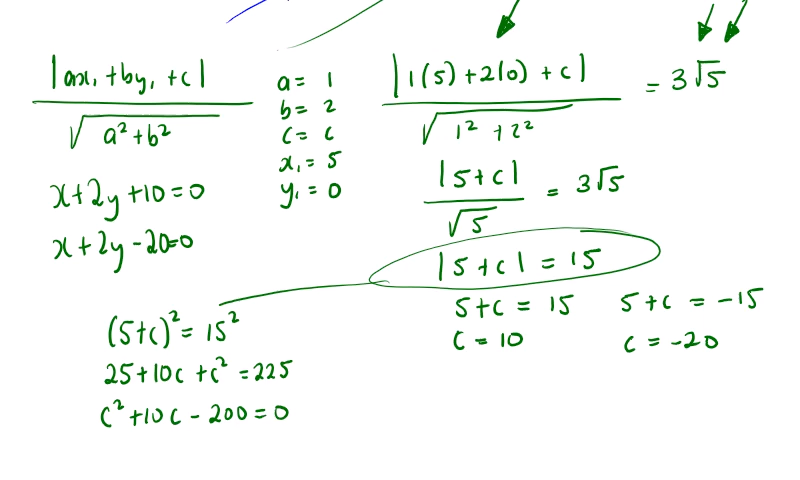 |ax₁ + by₁ + c|
√(a² + b²)
x + 2y + 10 = 0
x + 2y - 20 = 0
a = 1
b = 2
c = c
x₁ = 5
y₁ = 0
|1(5) + 2(0) + c| / √(1² + 2²) = 3√5
|5 + c| / √5 = 3√5
|5 + c| = 15
5 + c = 15    5 + c = -15
c = 10    c = -20
(5 + c)² = 15²
25 + 10c + c² = 225
c² + 10c - 200 = 0